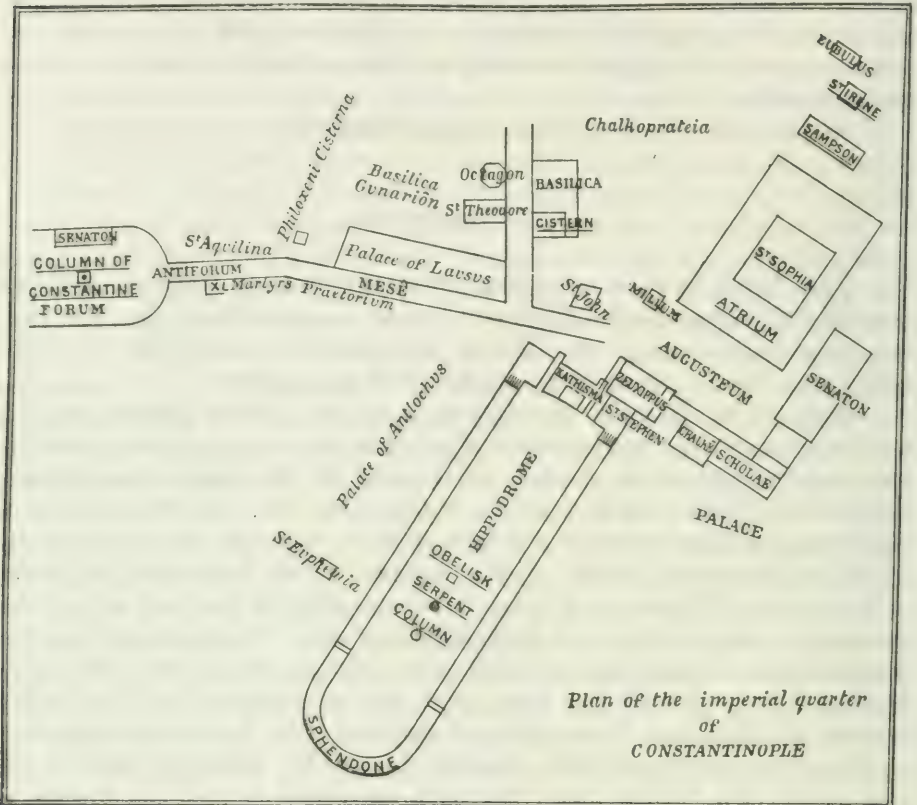 EUBULUS
ST IRENE
SAMPSON
Chalkoprateia
Philoxeni Cisterna
Basilica
Gunariôn
Octagon
BASILICA
St Theodore
CISTERN
ST SOPHIA
ATRIUM
SENATON
COLUMN OF
CONSTANTINE
FORUM
St Aquilina
ANTIFORUM
XL Martyrs
Praetorium
Palace of Lausus
MESÊ
St John
MILIUM
AUGUSTEUM
SENATON
KATHISMA
ZEUXIPPUS
ST STEPHEN
CHALKÊ
SCHOLAE
PALACE
Palace of Antiochus
HIPPODROME
St Euphemia
OBELISK
SERPENT
COLUMN
SPHENDONE
Plan of the imperial quarter
of
CONSTANTINOPLE